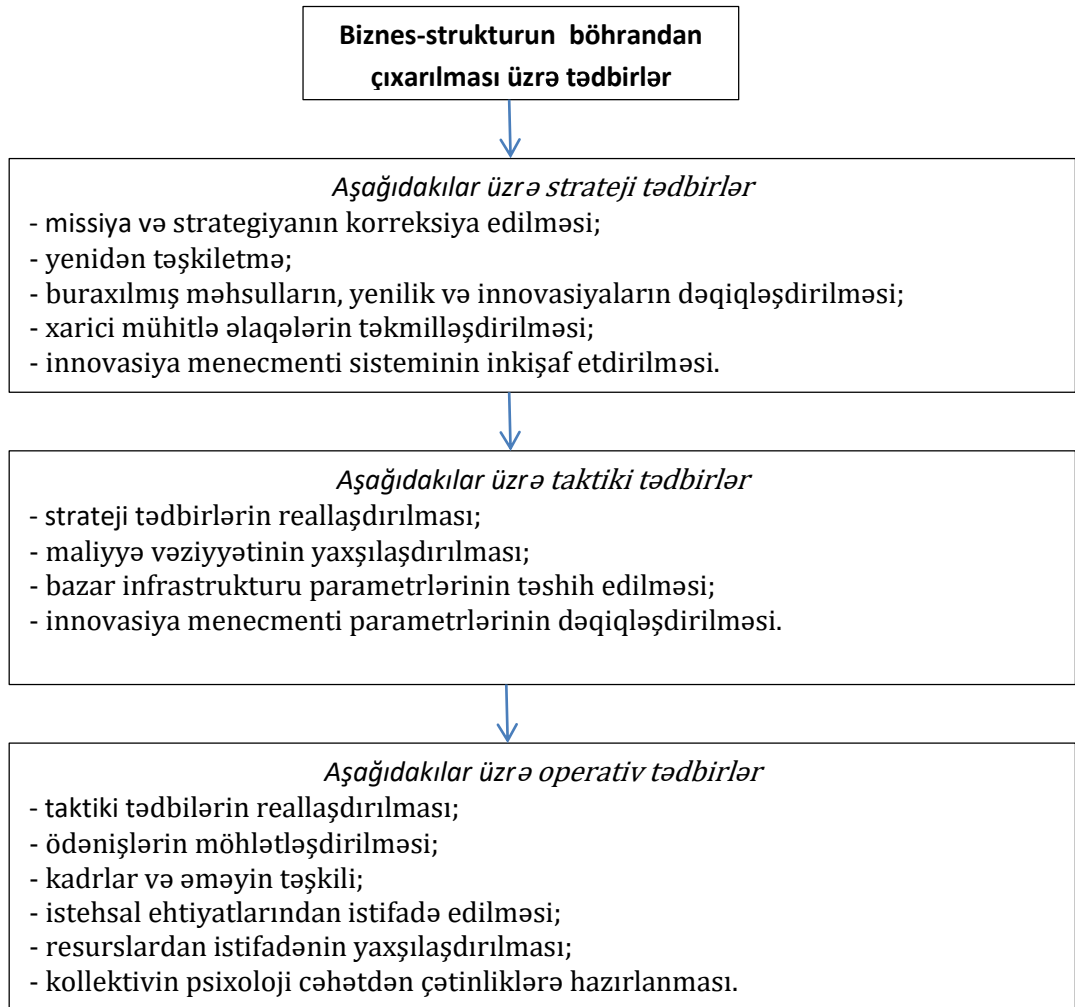 Biznes-strukturun böhrandan
çıxarılması üzrə tədbirlər
Aşağıdakılar üzrə strateji tədbirlər
- missiya və strategiyanın korreksiya edilməsi;
- yenidən təşkiletmə;
- buraxılmış məhsulların, yenilik və innovasiyaların dəqiqləşdirilməsi;
- xarici mühitlə əlaqələrin təkmilləşdirilməsi;
- innovasiya menecmenti sisteminin inkişaf etdirilməsi.
Aşağıdakılar üzrə taktiki tədbirlər
- strateji tədbirlərin reallaşdırılması;
- maliyyə vəziyyətinin yaxşılaşdırılması;
- bazar infrastrukturu parametrlərinin təshih edilməsi;
- innovasiya menecmenti parametrlərinin dəqiqləşdirilməsi.
Aşağıdakılar üzrə operativ tədbirlər
- taktiki tədbilərin reallaşdırılması;
- ödənişlərin möhlətləşdirilməsi;
- kadrlar və əməyin təşkili;
- istehsal ehtiyatlarından istifadə edilməsi;
- resurslardan istifadənin yaxşılaşdırılması;
- kollektivin psixoloji cəhətdən çətinliklərə hazırlanması.